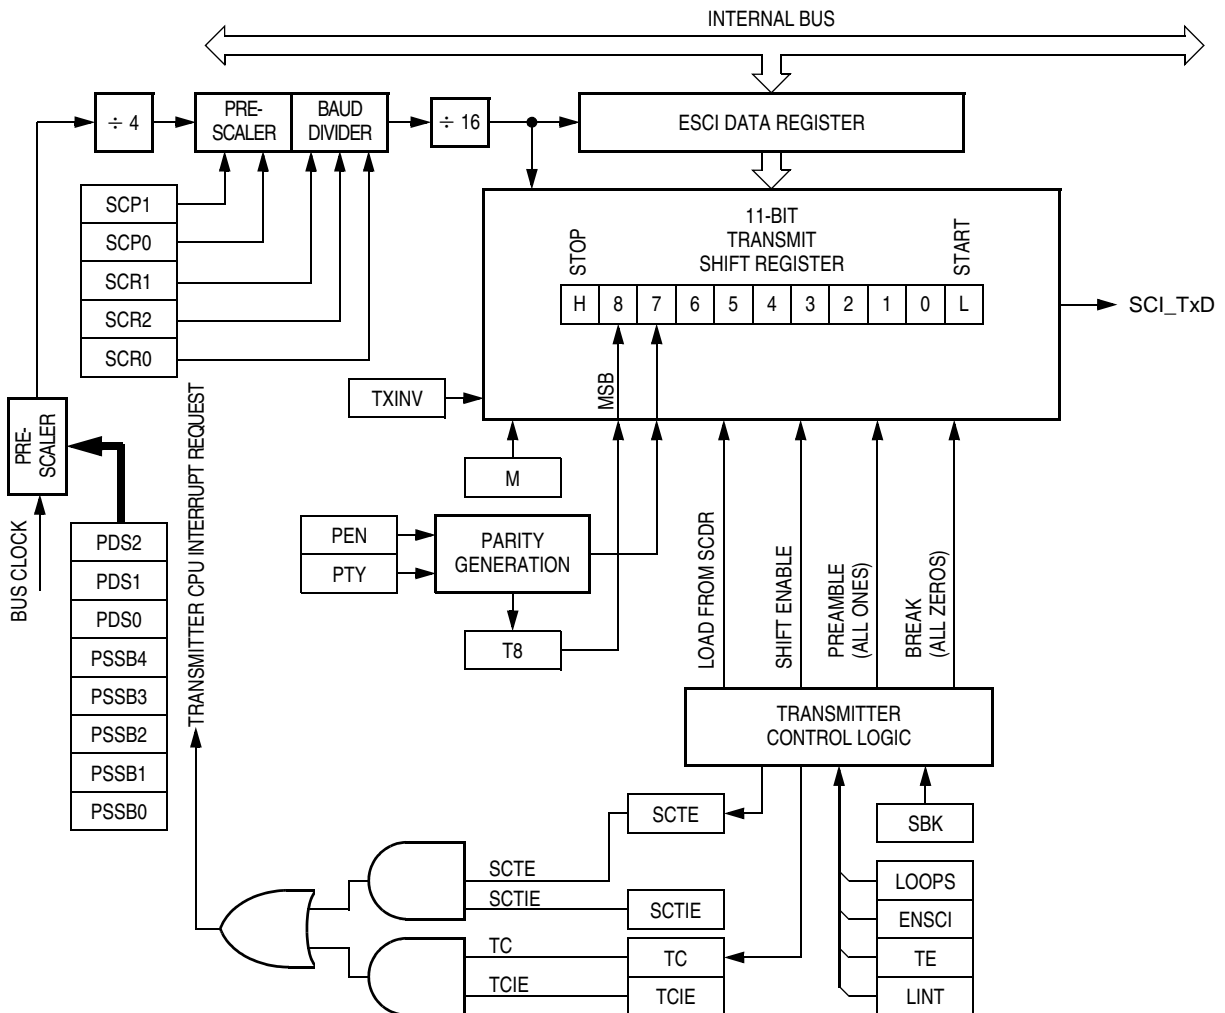 INTERNAL BUS
÷ 4
PRE-
SCALER
BAUD
DIVIDER
÷ 16
ESCI DATA REGISTER
SCP1
SCP0
SCR1
SCR2
SCR0
11-BIT
TRANSMIT
SHIFT REGISTER
STOP
START
H 8 7 6 5 4 3 2 1 0 L
SCI_TxD
MSB
TXINV
M
PRE-
SCALER
BUS CLOCK
TRANSMITTER CPU INTERRUPT REQUEST
PDS2
PDS1
PDS0
PSSB4
PSSB3
PSSB2
PSSB1
PSSB0
PEN
PTY
PARITY
GENERATION
T8
LOAD FROM SCDR
SHIFT ENABLE
PREAMBLE
(ALL ONES)
BREAK
(ALL ZEROS)
TRANSMITTER
CONTROL LOGIC
SCTE
SBK
SCTE
SCTIE
SCTIE
TC
TC
TCIE
TCIE
LOOPS
ENSCI
TE
LINT